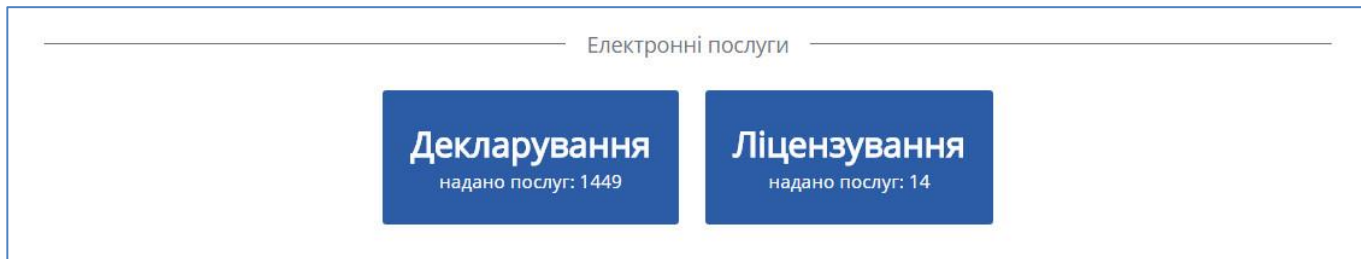 Електронні послуги
Декларування
надано послуг: 1449
Ліцензування
надано послуг: 14